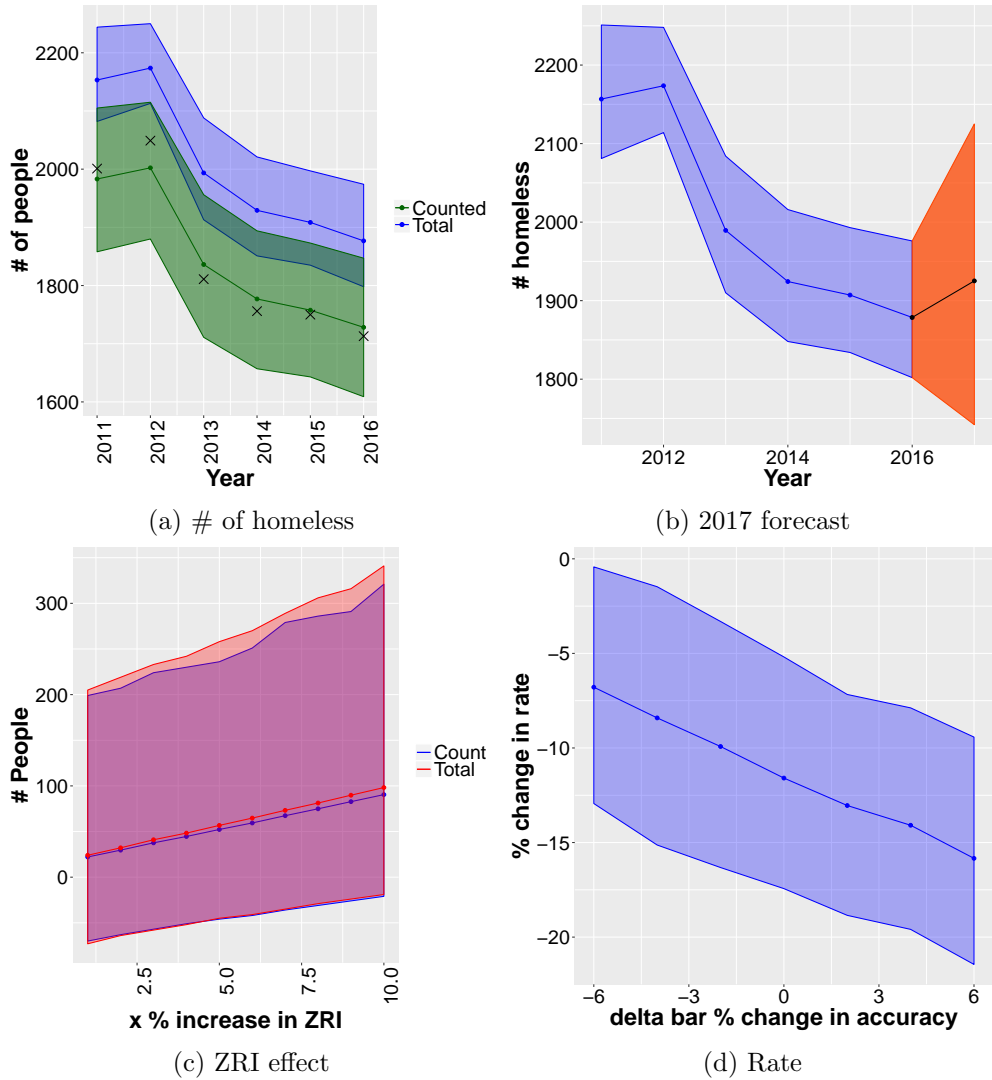 2200
2000
1800
1600
# of people
2011
2012
2013
2014
2015
2016
Year
Counted
Total
(a) # of homeless
2200
2100
2000
1900
1800
# homeless
2012
2014
2016
Year
(b) 2017 forecast
300
200
100
0
# People
2.5
5.0
7.5
10.0
x % increase in ZRI
Count
Total
(c) ZRI effect
0
−5
−10
−15
−20
% change in rate
−6
−3
0
3
6
delta bar % change in accuracy
(d) Rate